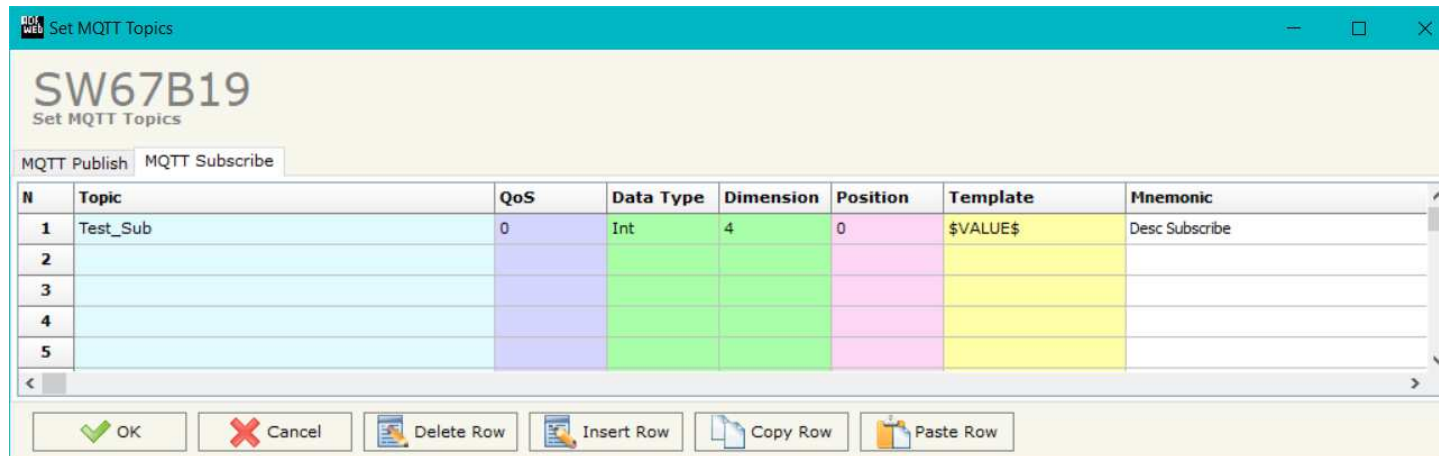 ADF WEB Set MQTT Topics
SW67B19
Set MQTT Topics
MQTT Publish MQTT Subscribe
N Topic QoS Data Type Dimension Position Template Mnemonic
1 Test_Sub 0 Int 4 0 $VALUE$ Desc Subscribe
2
3
4
5
OK Cancel Delete Row Insert Row Copy Row Paste Row